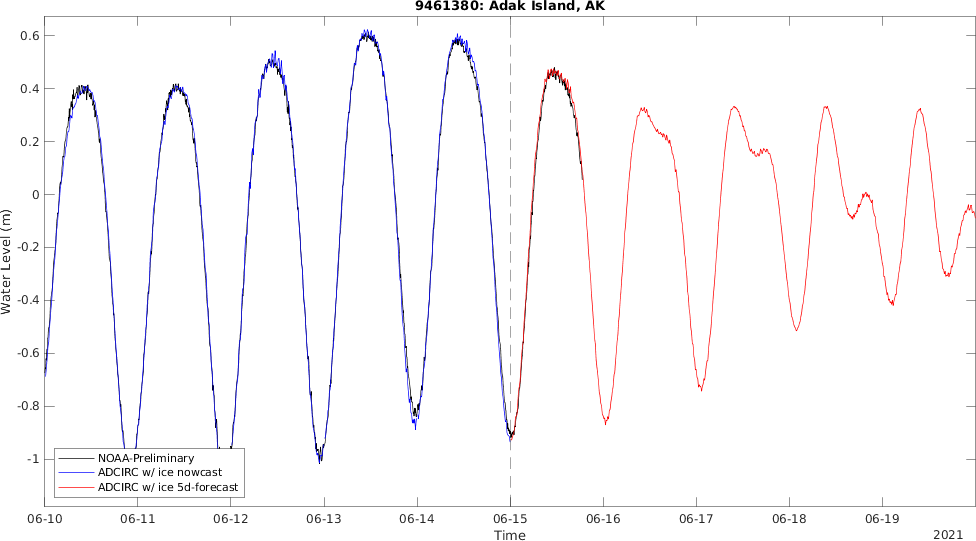 9461380: Adak Island, AK
0.6
0.4
0.2
0
-0.2
-0.4
-0.6
-0.8
-1
Water Level (m)
NOAA-Preliminary
ADCIRC w/ ice nowcast
ADCIRC w/ ice 5d-forecast
06-10 06-11 06-12 06-13 06-14 06-15 06-16 06-17 06-18 06-19
Time
2021